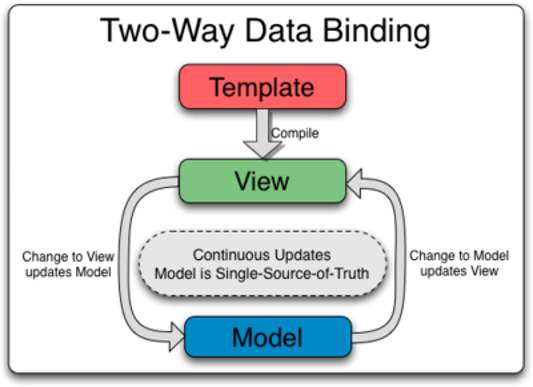 Two-Way Data Binding
Template
Compile
View
Change to View
updates Model
Continuous Updates
Model is Single-Source-of-Truth
Change to Model
updates View
Model